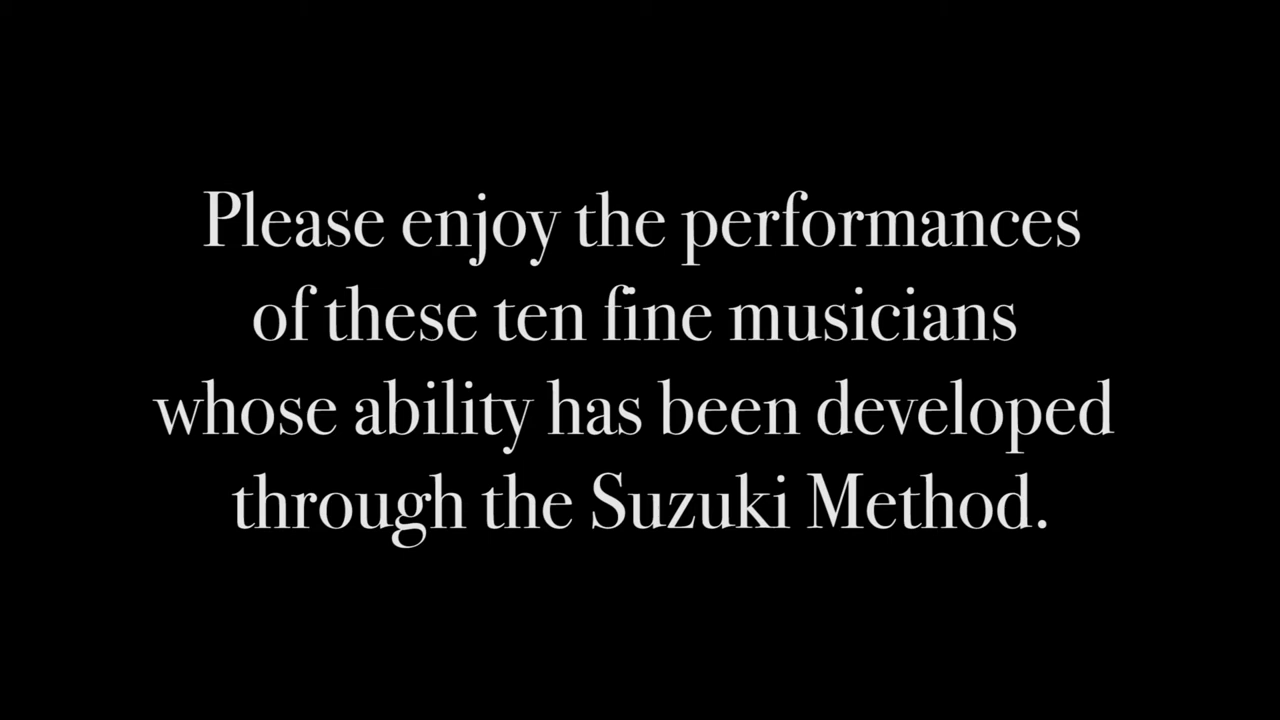 Please enjoy the performances
of these ten fine musicians
whose ability has been developed
through the Suzuki Method.